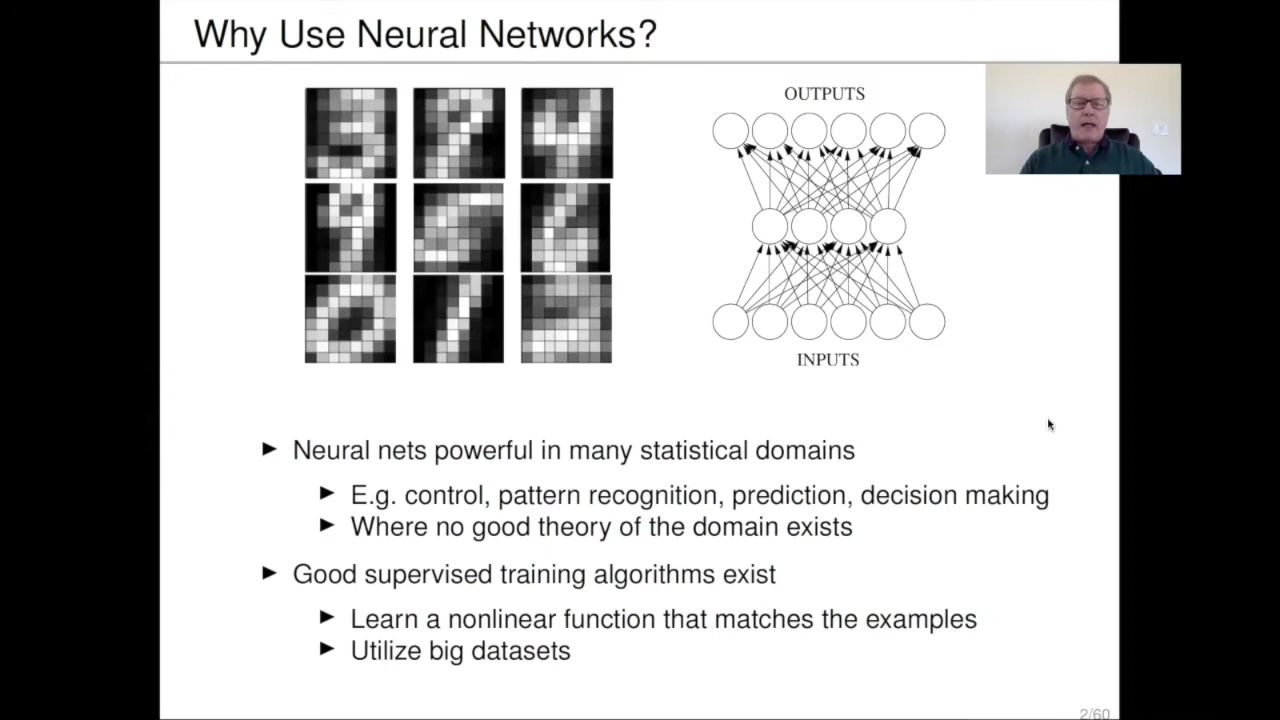 Why Use Neural Networks?
OUTPUTS
INPUTS
Neural nets powerful in many statistical domains
E.g. control, pattern recognition, prediction, decision making
Where no good theory of the domain exists
Good supervised training algorithms exist
Learn a nonlinear function that matches the examples
Utilize big datasets
2/60